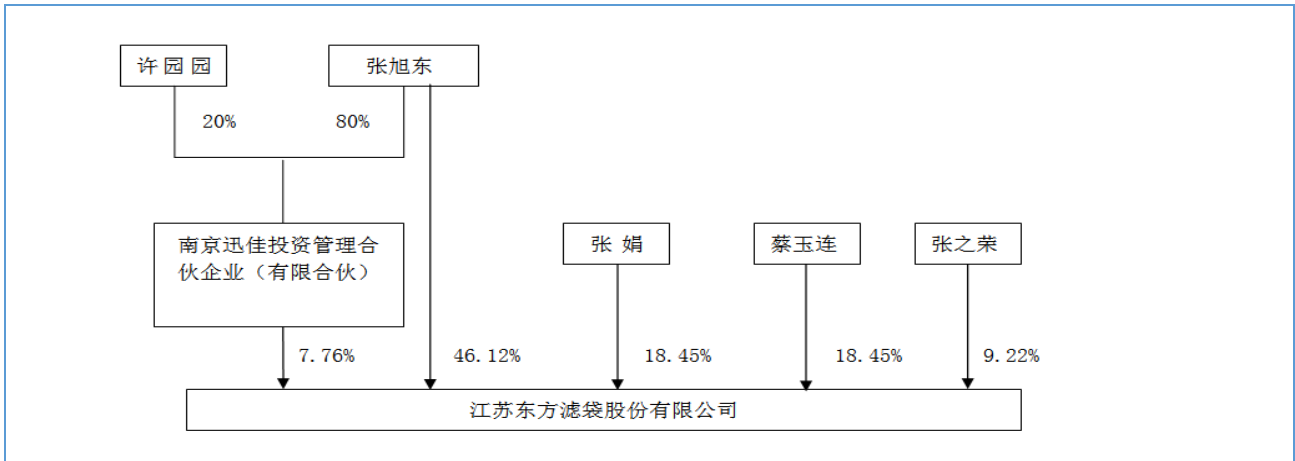 许园园
张旭东
20%
80%
南京迅佳投资管理合
伙企业（有限合伙）
张 娟
蔡玉连
张之荣
7.76%
46.12%
18.45%
18.45%
9.22%
江苏东方滤袋股份有限公司